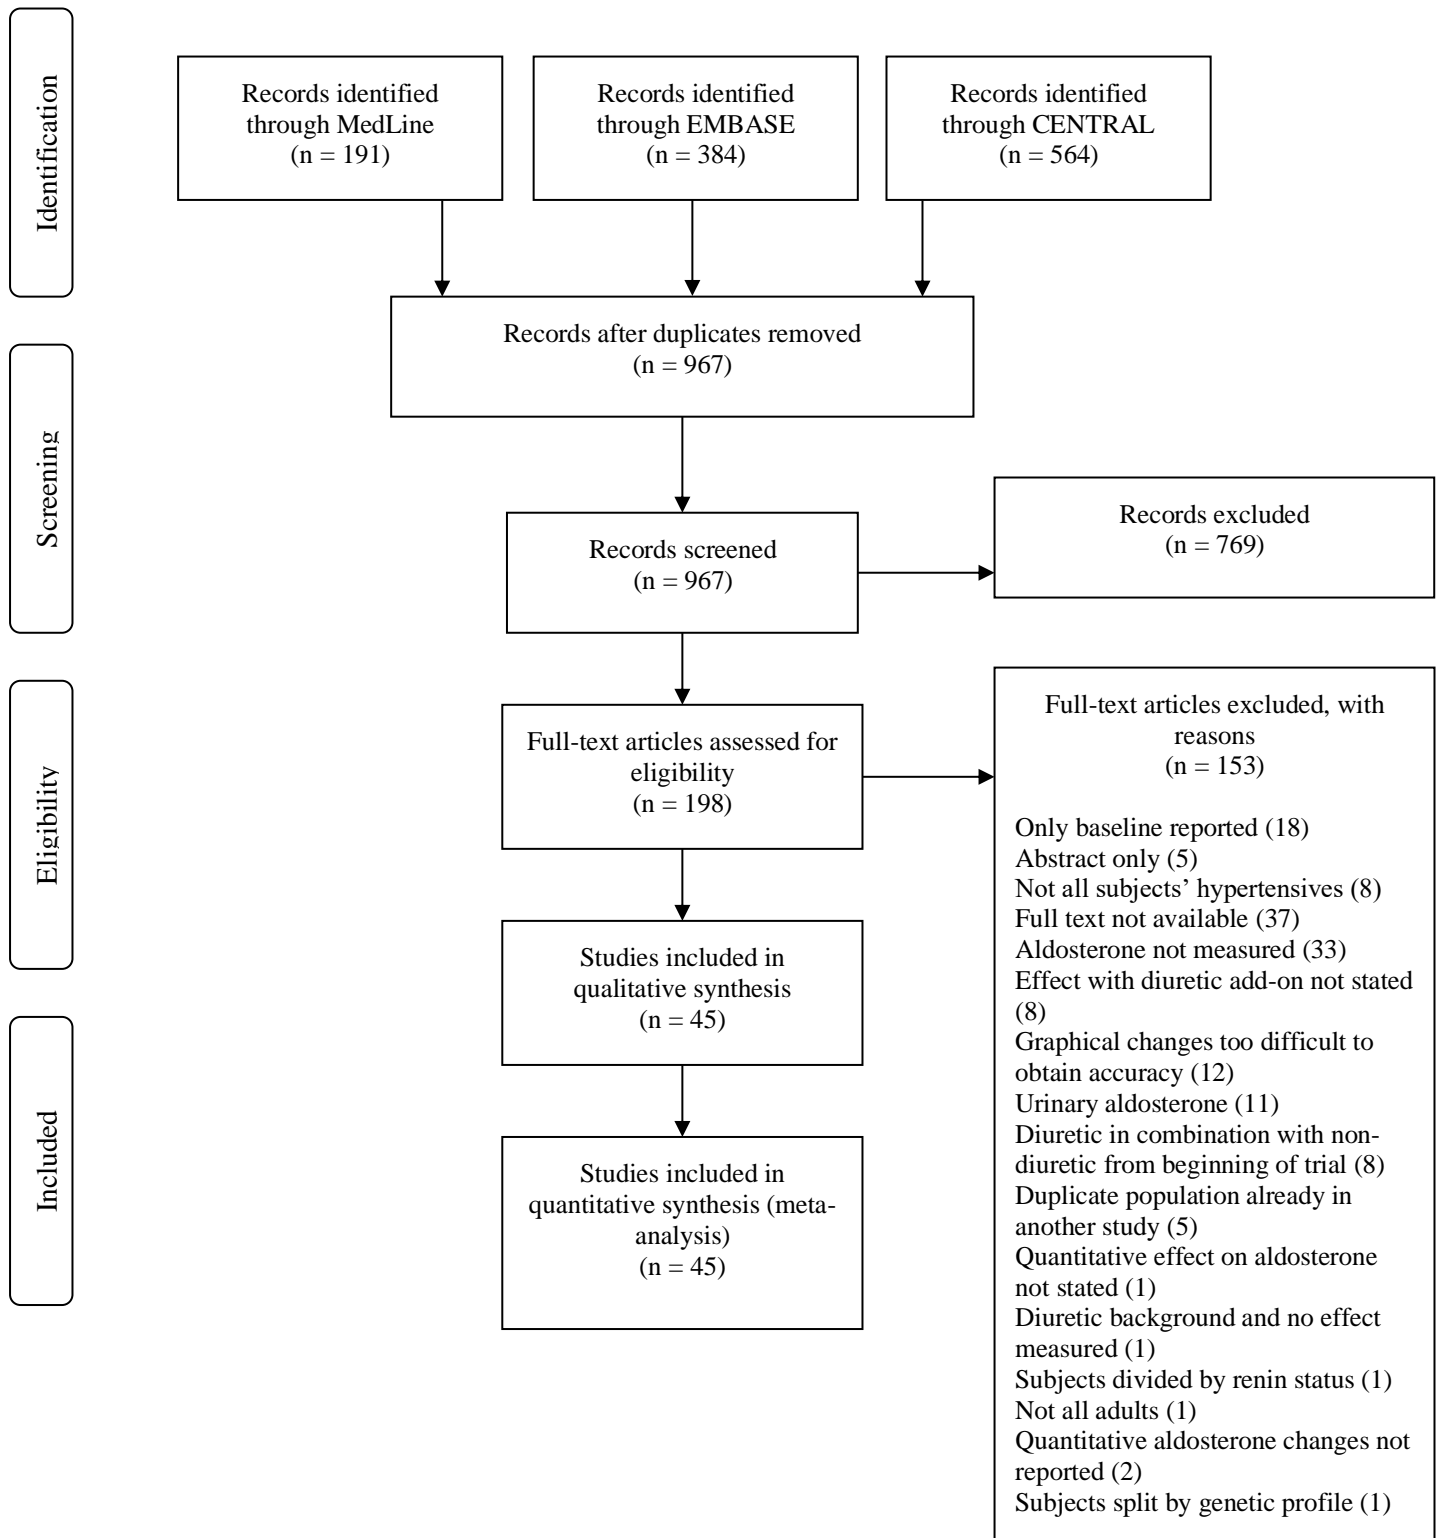 Identification
Records identified
through MedLine
(n = 191)
Records identified
through EMBASE
(n = 384)
Records identified
through CENTRAL
(n = 564)
Records after duplicates removed
(n = 967)
Screening
Records screened
(n = 967)
Records excluded
(n = 769)
Eligibility
Full-text articles assessed for
eligibility
(n = 198)
Full-text articles excluded, with
reasons
(n = 153)
Only baseline reported (18)
Abstract only (5)
Not all subjects’ hypertensives (8)
Full text not available (37)
Aldosterone not measured (33)
Effect with diuretic add-on not stated
(8)
Graphical changes too difficult to
obtain accuracy (12)
Urinary aldosterone (11)
Diuretic in combination with non-
diuretic from beginning of trial (8)
Duplicate population already in
another study (5)
Quantitative effect on aldosterone
not stated (1)
Diuretic background and no effect
measured (1)
Subjects divided by renin status (1)
Not all adults (1)
Quantitative aldosterone changes not
reported (2)
Subjects split by genetic profile (1)
Studies included in
qualitative synthesis
(n = 45)
Included
Studies included in
quantitative synthesis (meta-
analysis)
(n = 45)